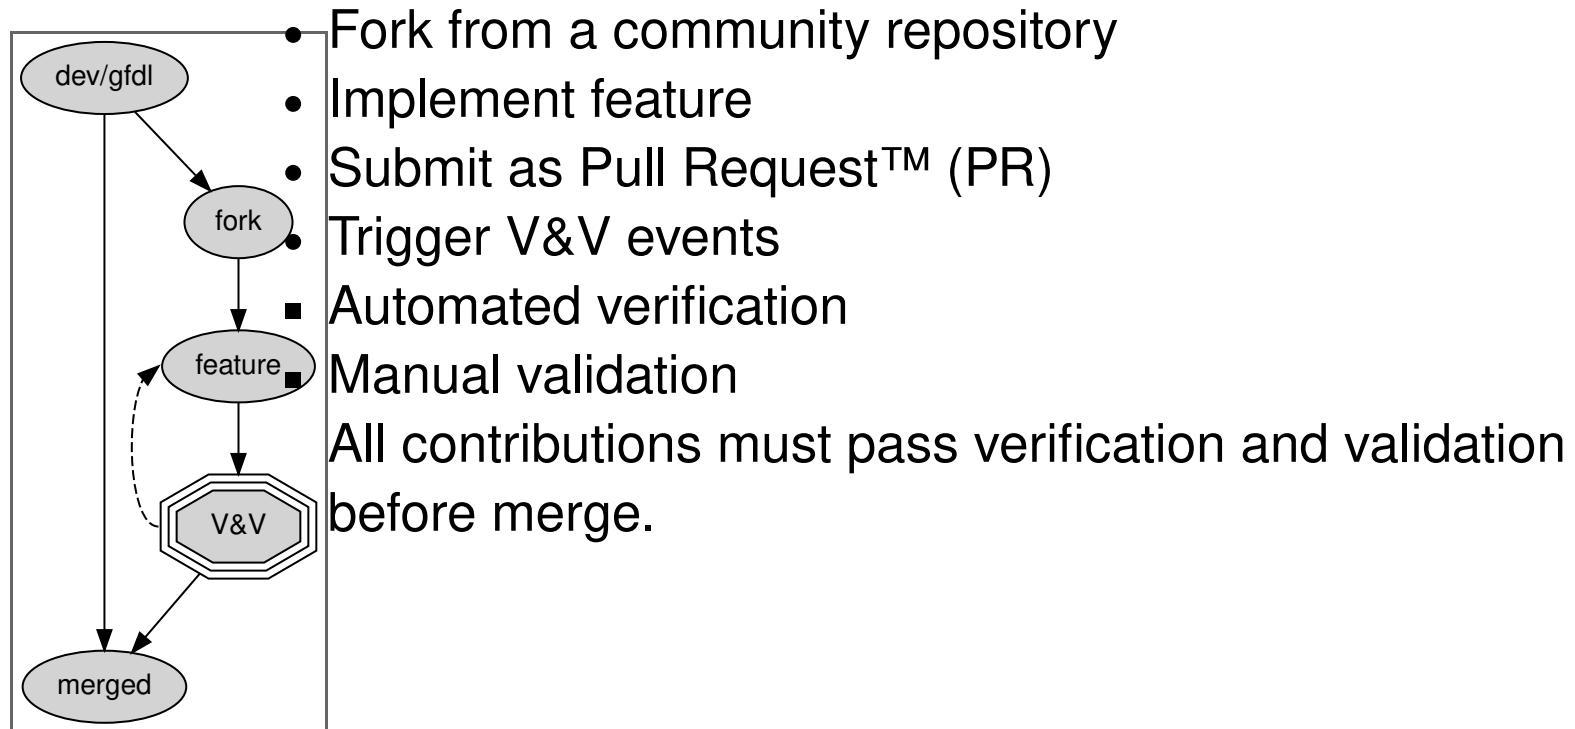 dev/gfdl
fork
feature
V&V
merged
Fork from a community repository
Implement feature
Submit as Pull Request™ (PR)
Trigger V&V events
Automated verification
Manual validation
All contributions must pass verification and validation
before merge.